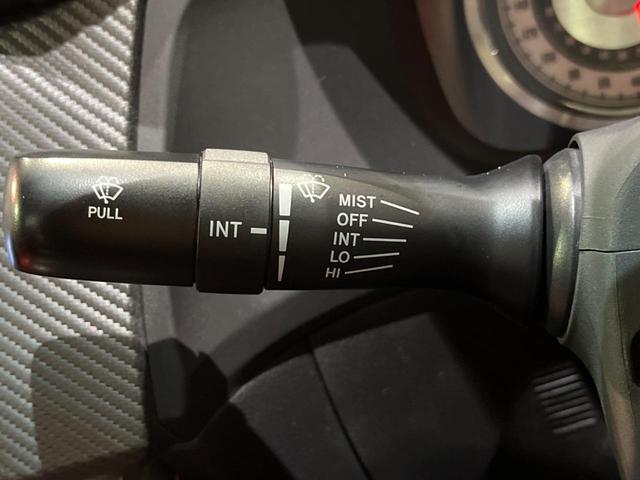 PULL
INT
MIST
OFF
INT
LO
HI